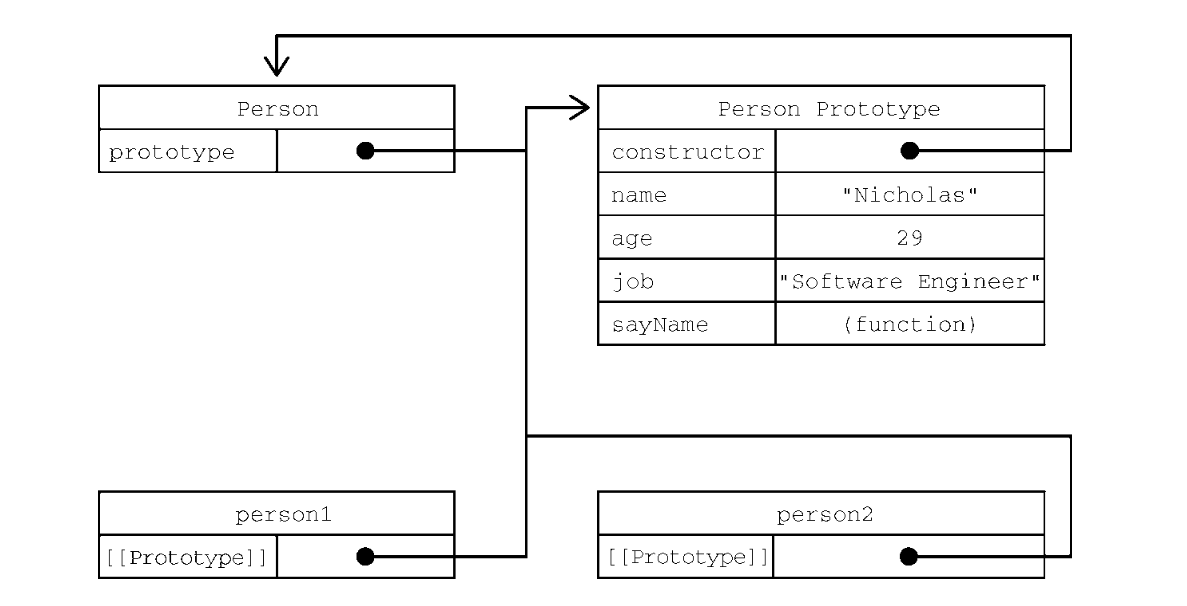 Person
prototype
Person Prototype
constructor
name "Nicholas"
age 29
job "Software Engineer"
sayName (function)
person1
[[Prototype]]
person2
[[Prototype]]